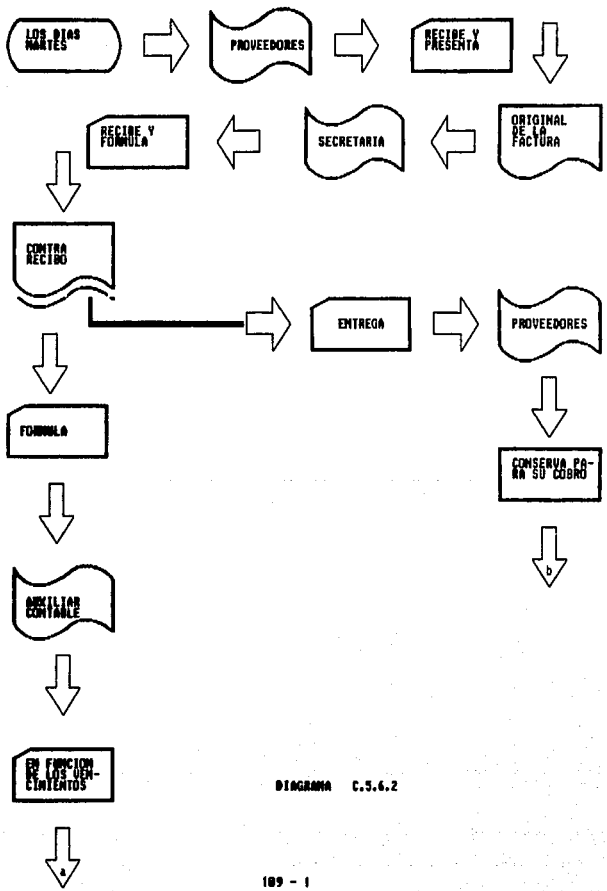 LOS DIAS
MARTES
PROVEEDORES
RECIBE Y
PRESENTA
ORIGINAL
DE LA
FACTURA
SECRETARIA
RECIBE Y
FORMULA
CONTRA
RECIBO
ENTREGA
PROVEEDORES
FORMULA
CONSERVA PA-
RA SU COBRO
b
AUXILIAR
CONTABLE
EN FUNCION
DE LOS VEN-
CIMIENTOS
DIAGRAMA C.5.6.2
a
109 - 1